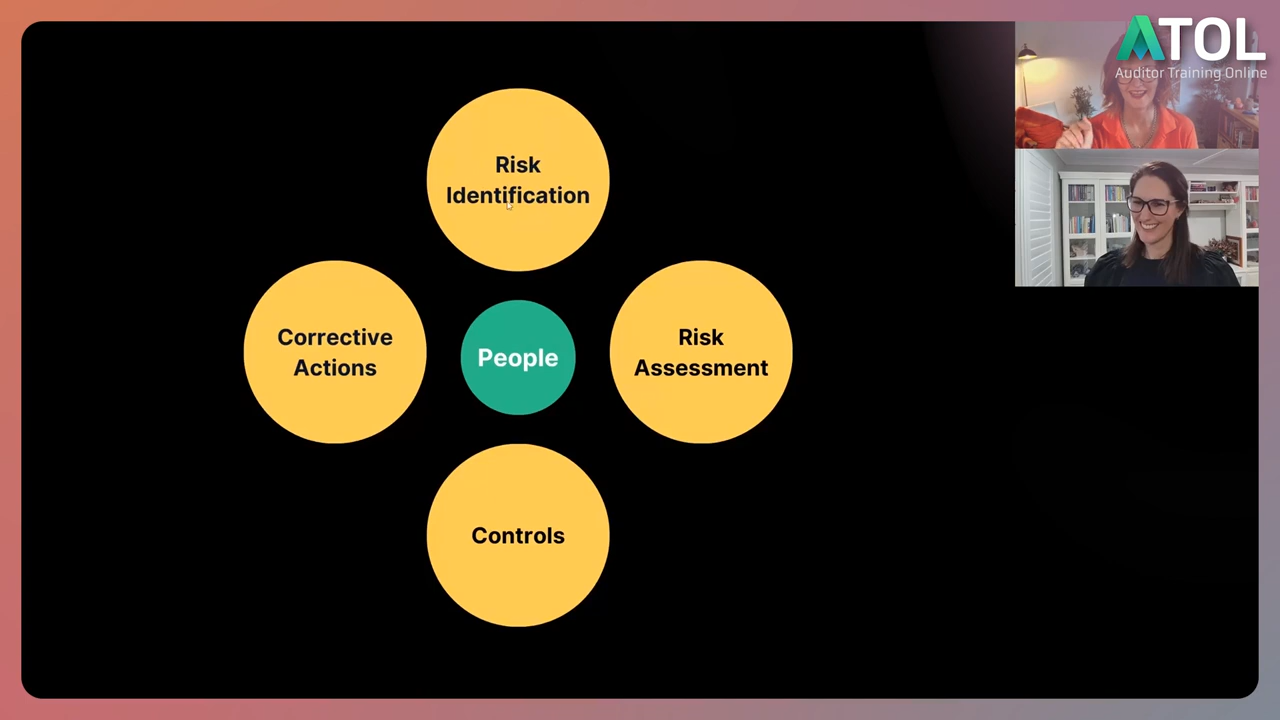 ATOL
Auditor Training Online
Risk
Identification
Corrective
Actions
People
Risk
Assessment
Controls